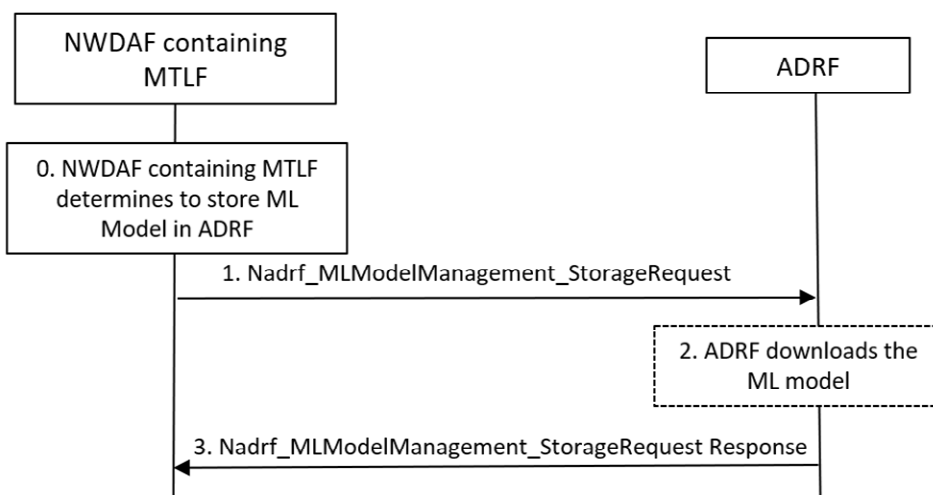 NWDAF containing
MTLF
ADRF
0. NWDAF containing MTLF
determines to store ML
Model in ADRF
1. Nadrf_MLModelManagement_StorageRequest
2. ADRF downloads the
ML model
3. Nadrf_MLModelManagement_StorageRequest Response